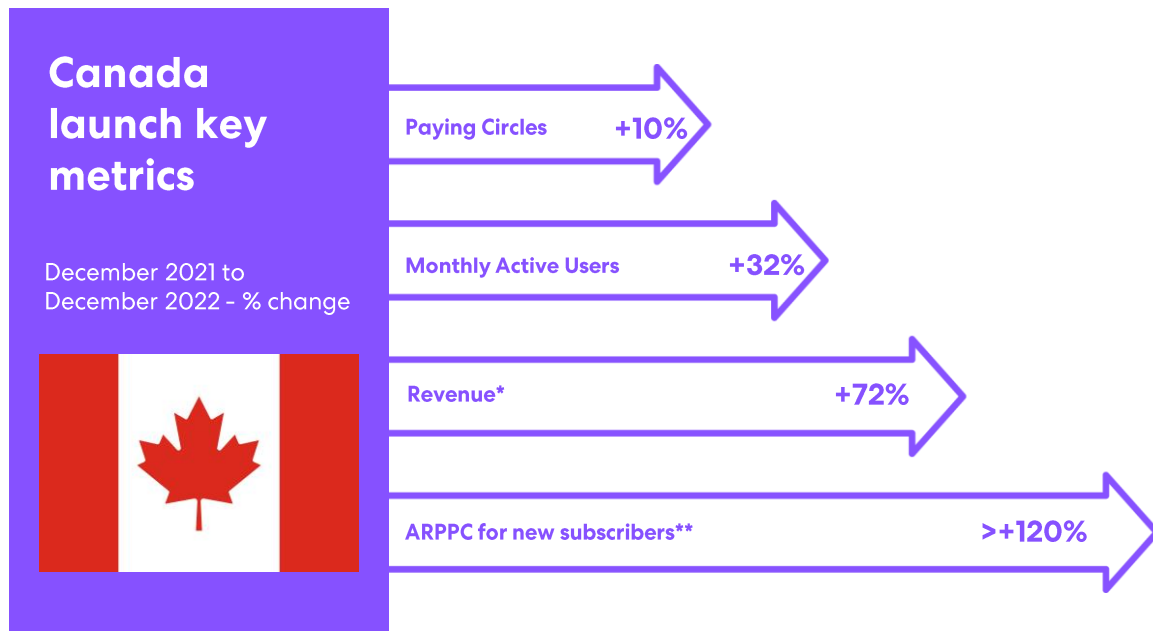 Canada
launch key
metrics
December 2021 to
December 2022 - % change
Paying Circles +10%
Monthly Active Users +32%
Revenue* +72%
ARPPC for new subscribers** >+120%